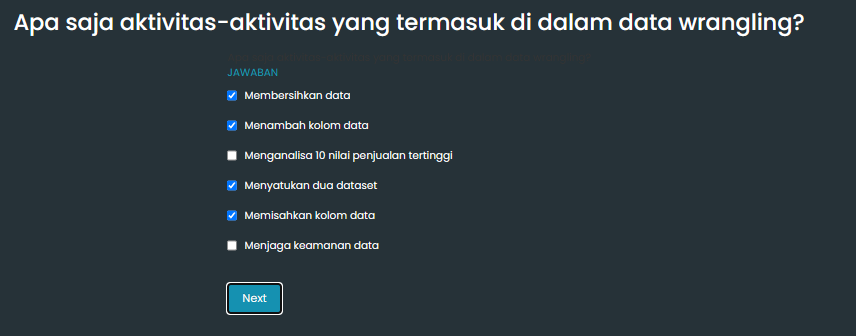 Apa saja aktivitas-aktivitas yang termasuk di dalam data wrangling?
JAWABAN
Membersihkan data
Menambah kolom data
Menganalisa 10 nilai penjualan tertinggi
Menyatukan dua dataset
Memisahkan kolom data
Menjaga keamanan data
Next